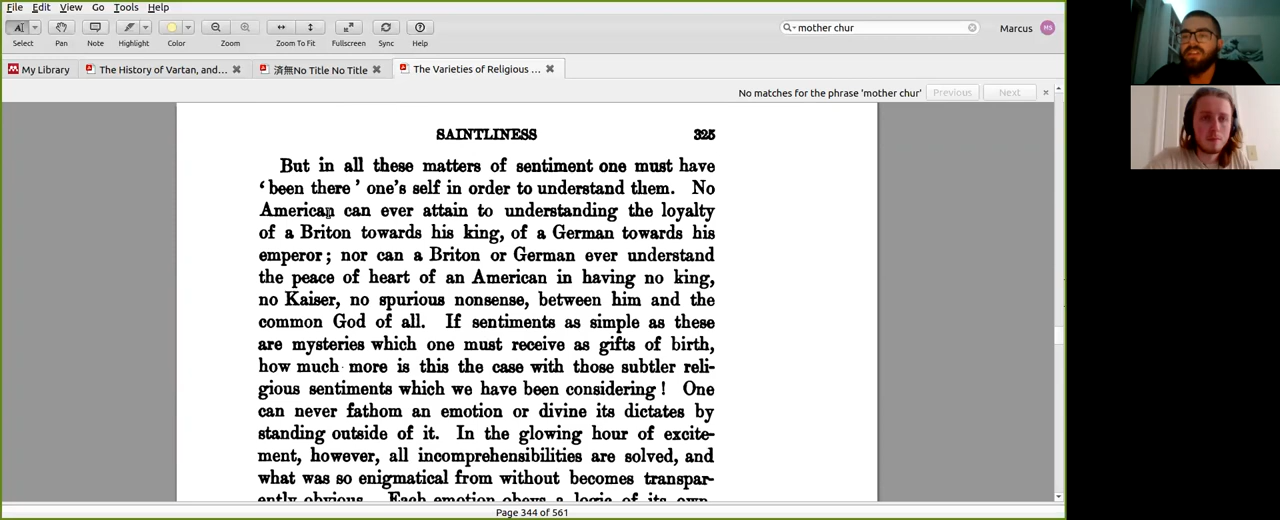 File Edit View Go Tools Help
mother chur
Marcus MS
Select Pan Note Highlight Color Zoom Zoom To Fit Fullscreen Sync Help
My Library The History of Vartan, and... 済無No Title No Title The Varieties of Religious ...
No matches for the phrase 'mother chur' Previous Next
SAINTLINESS 325
But in all these matters of sentiment one must have
‘been there’ one's self in order to understand them. No
American can ever attain to understanding the loyalty
of a Briton towards his king, of a German towards his
emperor; nor can a Briton or German ever understand
the peace of heart of an American in having no king,
no Kaiser, no spurious nonsense, between him and the
common God of all. If sentiments as simple as these
are mysteries which one must receive as gifts of birth,
how much more is this the case with those subtler reli-
gious sentiments which we have been considering! One
can never fathom an emotion or divine its dictates by
standing outside of it. In the glowing hour of excite-
ment, however, all incomprehensibilities are solved, and
what was so enigmatical from without becomes transpar-
ently obvious. Each emotion obeys a logic of its own,
Page 344 of 561